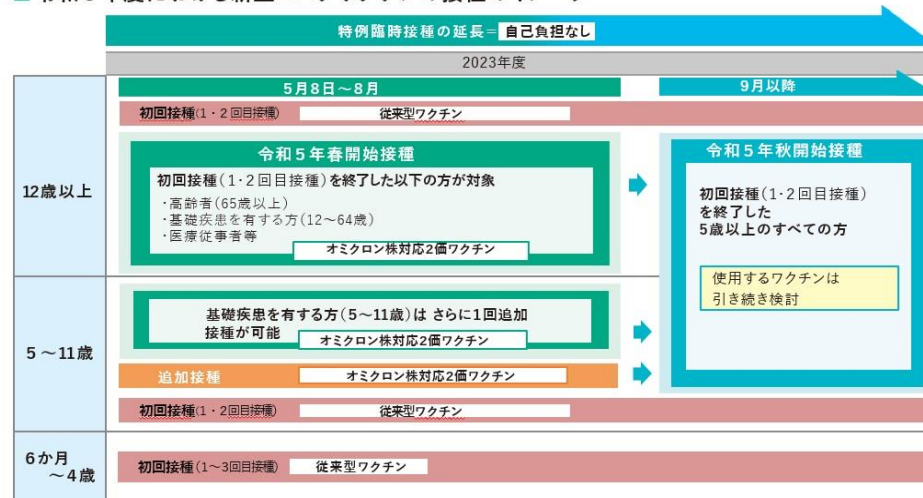 特例臨時接種の延長=自己負担なし
2023年度
5月8日～8月
9月以降
12歳以上
初回接種(1・2回目接種)
従来型ワクチン
令和5年春開始接種
初回接種(1・2回目接種)を終了した以下の方が対象
・高齢者(65歳以上)
・基礎疾患を有する方(12～64歳)
・医療従事者等
オミクロン株対応2価ワクチン
令和5年秋開始接種
初回接種(1・2回目接種)
を終了した
5歳以上のすべての方
使用するワクチンは
引き続き検討
5～11歳
基礎疾患を有する方(5～11歳)は さらに1回追加
接種が可能
オミクロン株対応2価ワクチン
追加接種
オミクロン株対応2価ワクチン
初回接種(1・2回目接種)
従来型ワクチン
6か月
～4歳
初回接種(1～3回目接種)
従来型ワクチン